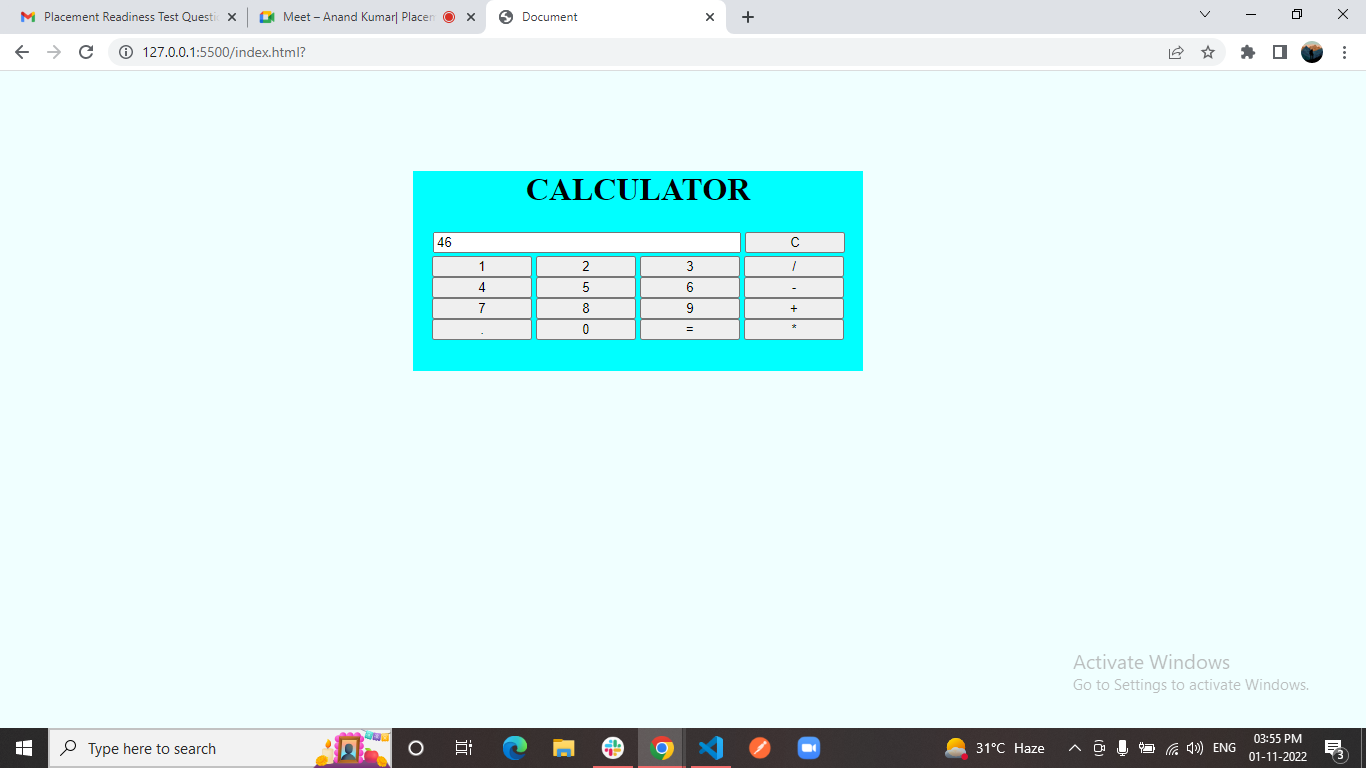 Placement Readiness Test Questi
Meet – Anand Kumar| Placem
Document
127.0.0.1:5500/index.html?
CALCULATOR
46 C
1 2 3 /
4 5 6 -
7 8 9 +
. 0 = *
Activate Windows
Go to Settings to activate Windows.
Type here to search
31°C Haze
ENG
03:55 PM
01-11-2022
3